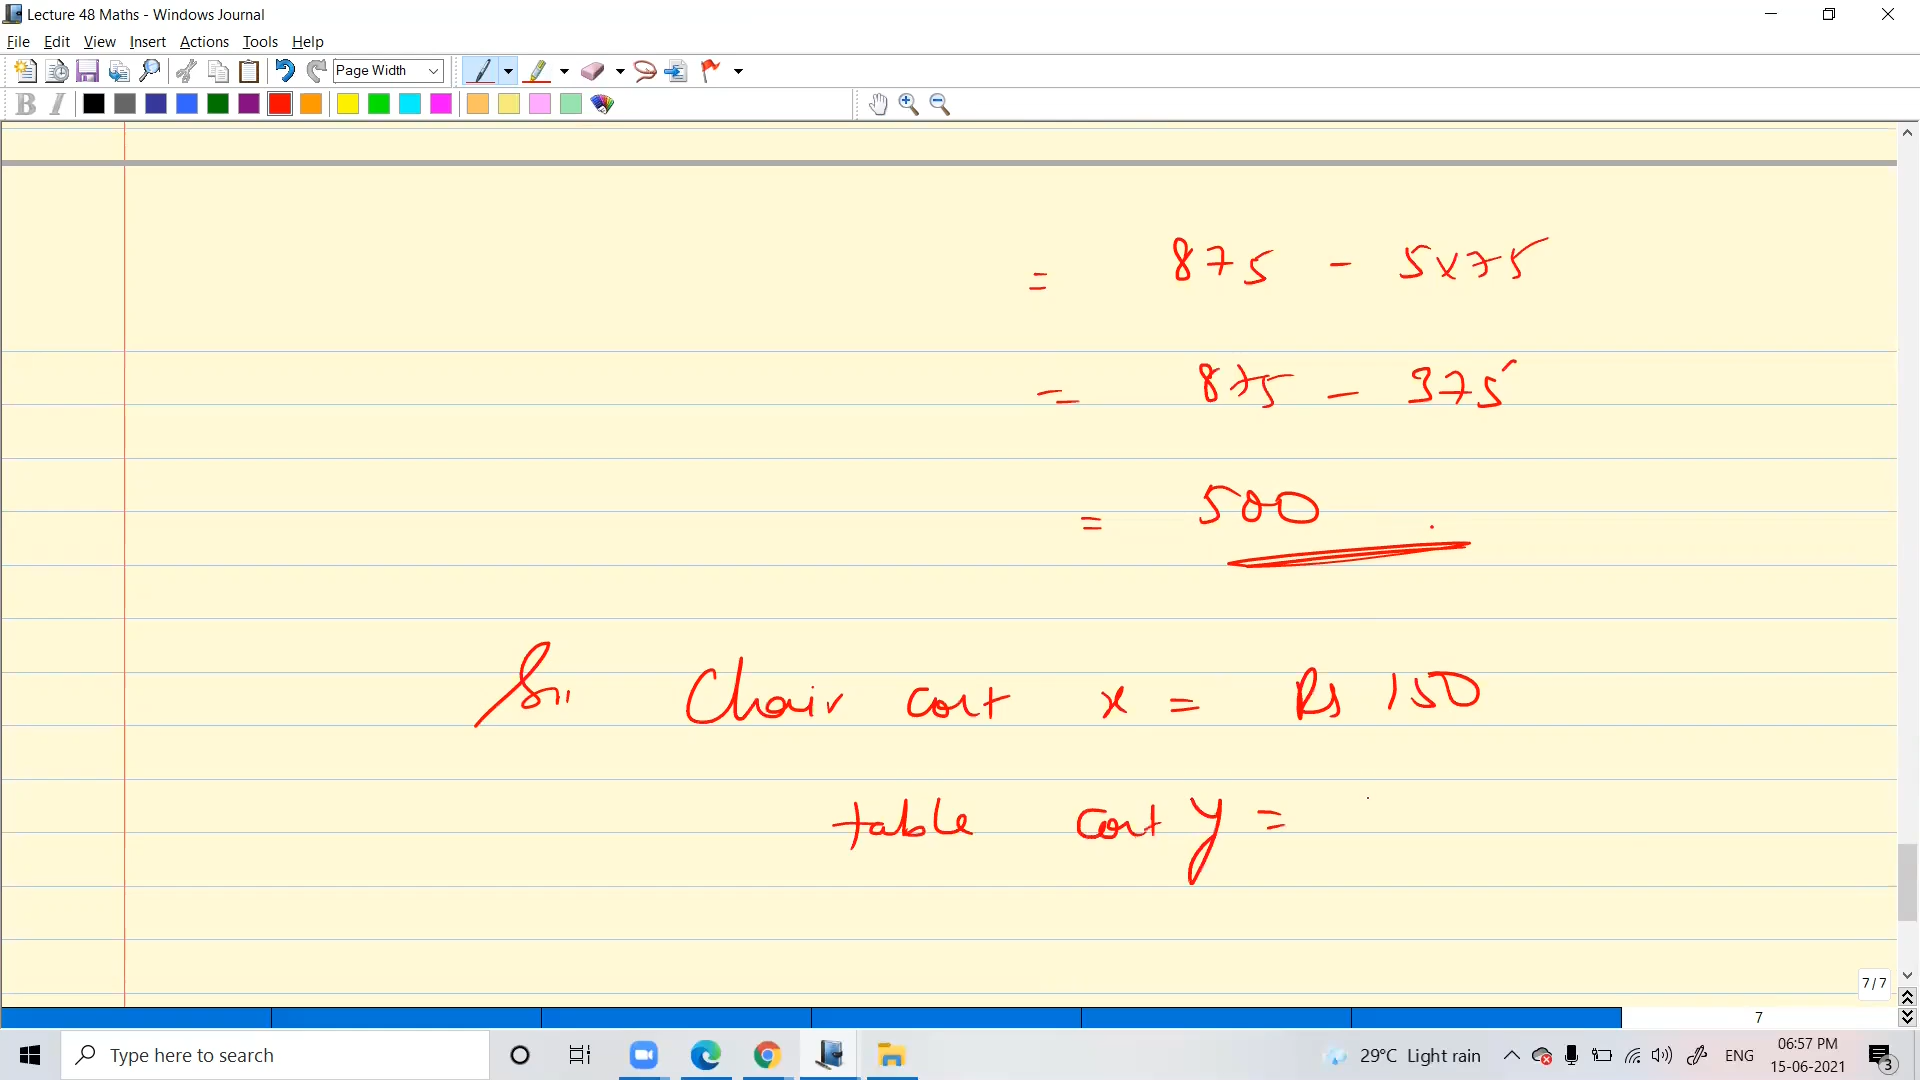 Lecture 48 Maths - Windows Journal
File Edit View Insert Actions Tools Help
Page Width
B I
= 875 - 5x75
= 875 - 375
= 500
Chair cost x = Rs 150
table cost y =
7/7
7
Type here to search
29°C Light rain
ENG
06:57 PM
15-06-2021
3